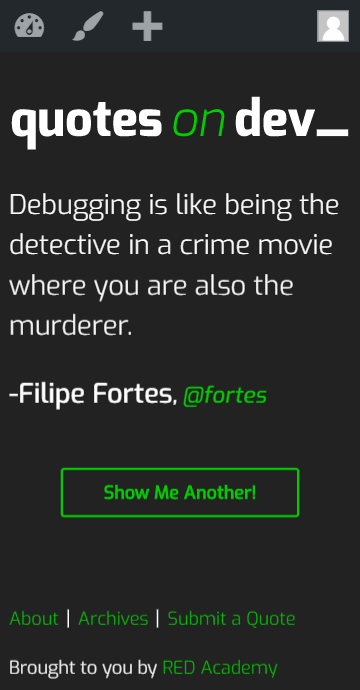 quotes on dev_
Debugging is like being the
detective in a crime movie
where you are also the
murderer.
-Filipe Fortes, @fortes
Show Me Another!
About | Archives | Submit a Quote
Brought to you by RED Academy